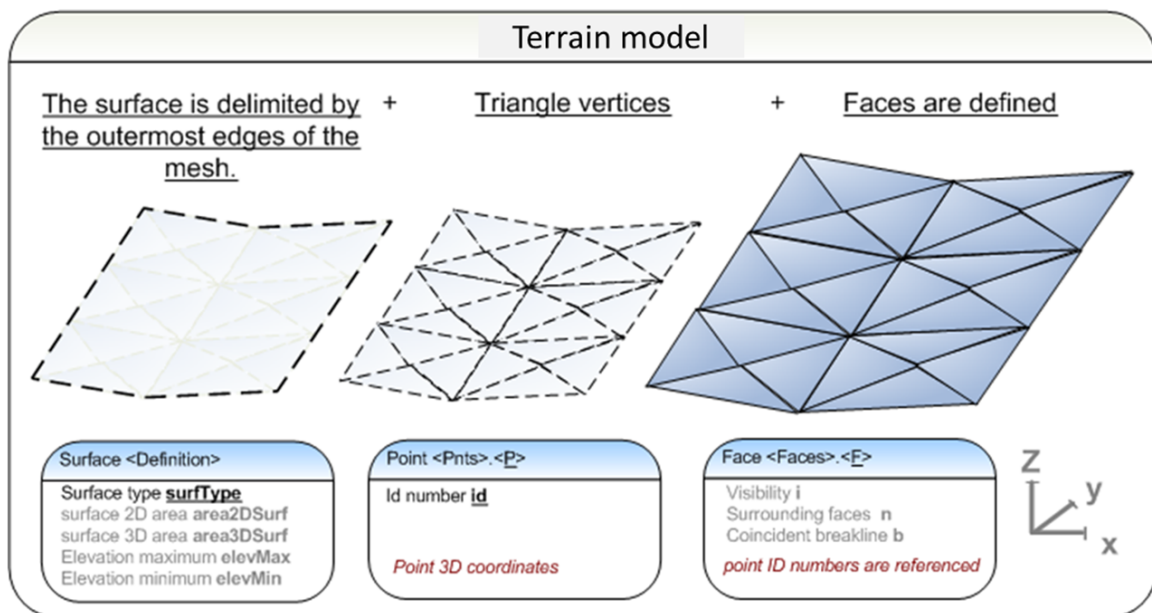 Terrain model
The surface is delimited by
the outermost edges of the
mesh.
+
Triangle vertices
+
Faces are defined
Surface <Definition>
Surface type surfType
surface 2D area area2DSurf
surface 3D area area3DSurf
Elevation maximum elevMax
Elevation minimum elevMin
Point <Pnts>.<P>
Id number id
Point 3D coordinates
Face <Faces>.<F>
Visibility i
Surrounding faces n
Coincident breakline b
point ID numbers are referenced
Z
y
x